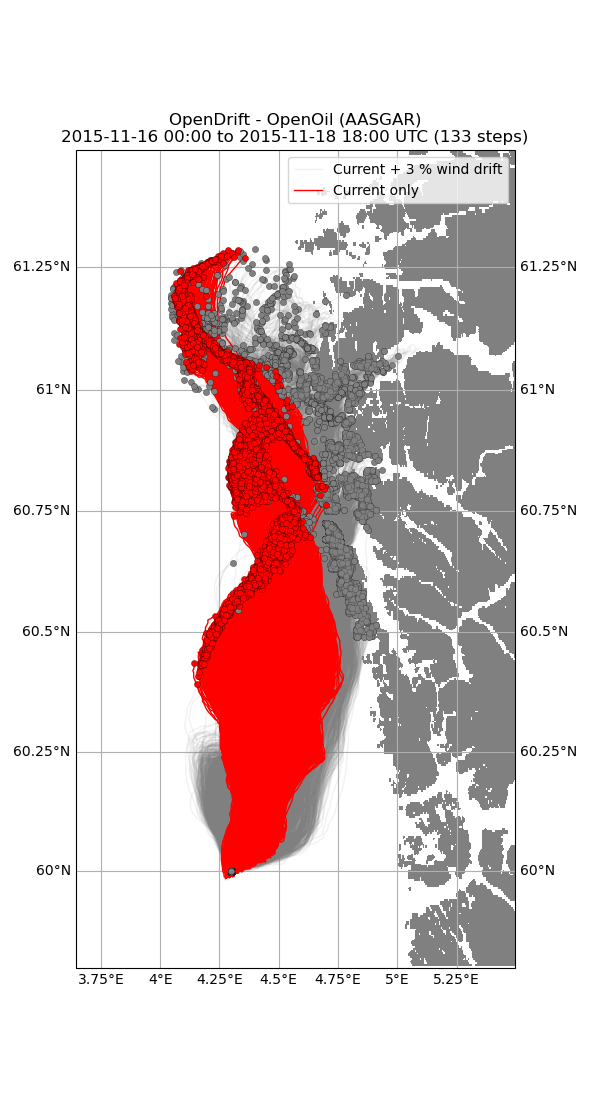 OpenDrift - OpenOil (AASGAR)
2015-11-16 00:00 to 2015-11-18 18:00 UTC (133 steps)
Current + 3 % wind drift
Current only
61.25°N 61.25°N
61°N 61°N
60.75°N 60.75°N
60.5°N 60.5°N
60.25°N 60.25°N
60°N 60°N
3.75°E 4°E 4.25°E 4.5°E 4.75°E 5°E 5.25°E